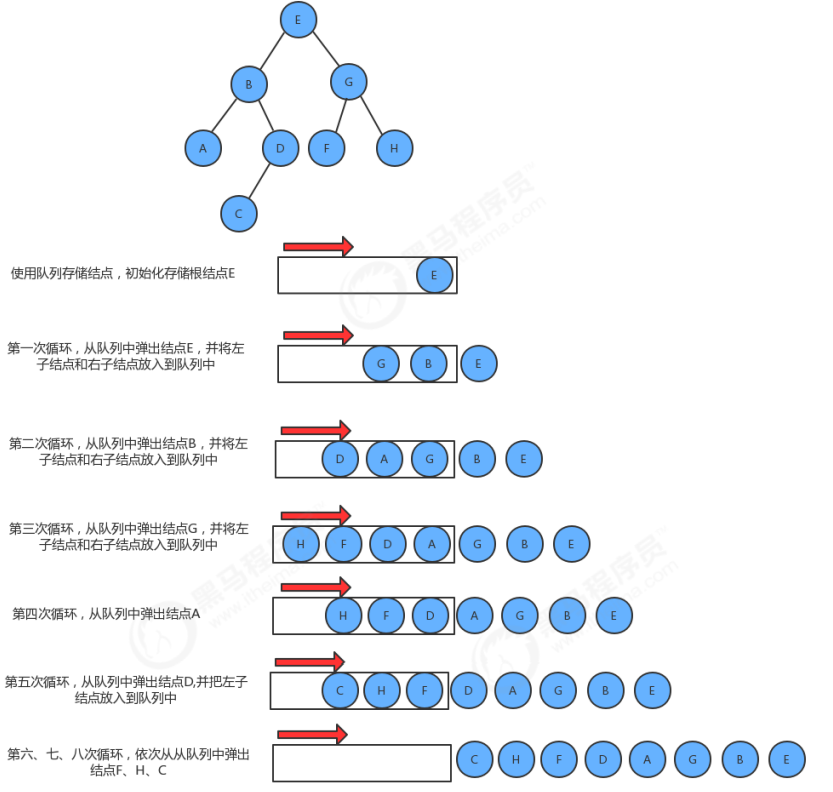 E
B
G
A
D
F
H
C
使用队列存储结点，初始化存储根结点E
E
第一次循环，从队列中弹出结点E，并将左
子结点和右子结点放入到队列中
G B E
第二次循环，从队列中弹出结点B，并将左
子结点和右子结点放入到队列中
D A G B E
第三次循环，从队列中弹出结点G，并将左
子结点和右子结点放入到队列中
H F D A G B E
第四次循环，从队列中弹出结点A
H F D A G B E
第五次循环，从队列中弹出结点D,并把左子
结点放入到队列中
C H F D A G B E
第六、七、八次循环，依次从从队列中弹出
结点F、H、C
C H F D A G B E
黑马程序员
www.itheima.com
黑马程序员
www.itheima.com